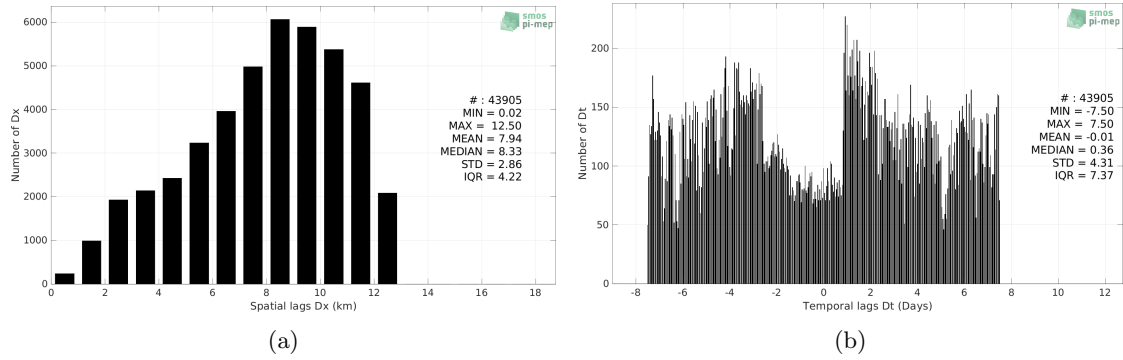 smos
pi-mep
6000
5000
4000
3000
2000
1000
0
Number of Dx
# : 43905
MIN = 0.02
MAX = 12.50
MEAN = 7.94
MEDIAN = 8.33
STD = 2.86
IQR = 4.22
0 2 4 6 8 10 12 14 16 18
Spatial lags Dx (km)
(a)
smos
pi-mep
200
150
100
50
0
Number of Dt
# : 43905
MIN = -7.50
MAX = 7.50
MEAN = -0.01
MEDIAN = 0.36
STD = 4.31
IQR = 7.37
-8 -6 -4 -2 0 2 4 6 8 10 12
Temporal lags Dt (Days)
(b)